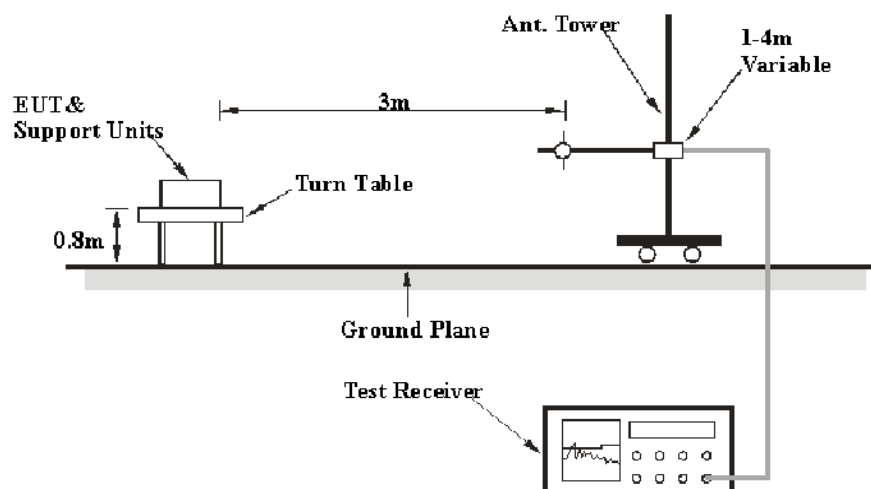 Ant. Tower
1-4m
Variable
3m
EUT&
Support Units
Turn Table
0.8m
Ground Plane
Test Receiver